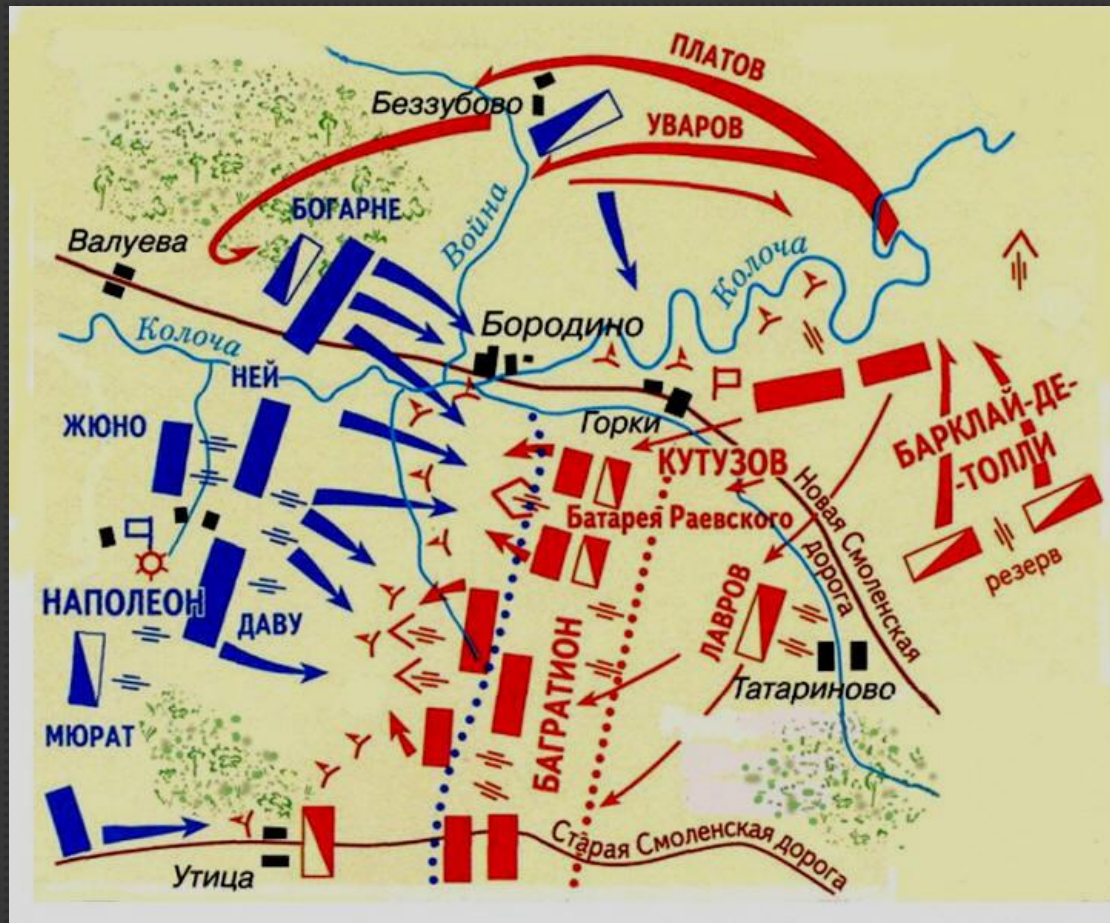 ПЛАТОВ
Беззубово
УВАРОВ
БОГАРНЕ
Война
Валуева
Колоча
Колоча
Бородино
НЕЙ
ЖЮНО
Горки
БАРКЛАЙ-ДЕ-
-ТОЛЛИ
КУТУЗОВ
Новая Смоленская
дорога
Батарея Раевского
резерв
НАПОЛЕОН
ДАВУ
ЛАВРОВ
БАГРАТИОН
Татариново
МЮРАТ
Старая Смоленская дорога
Утица